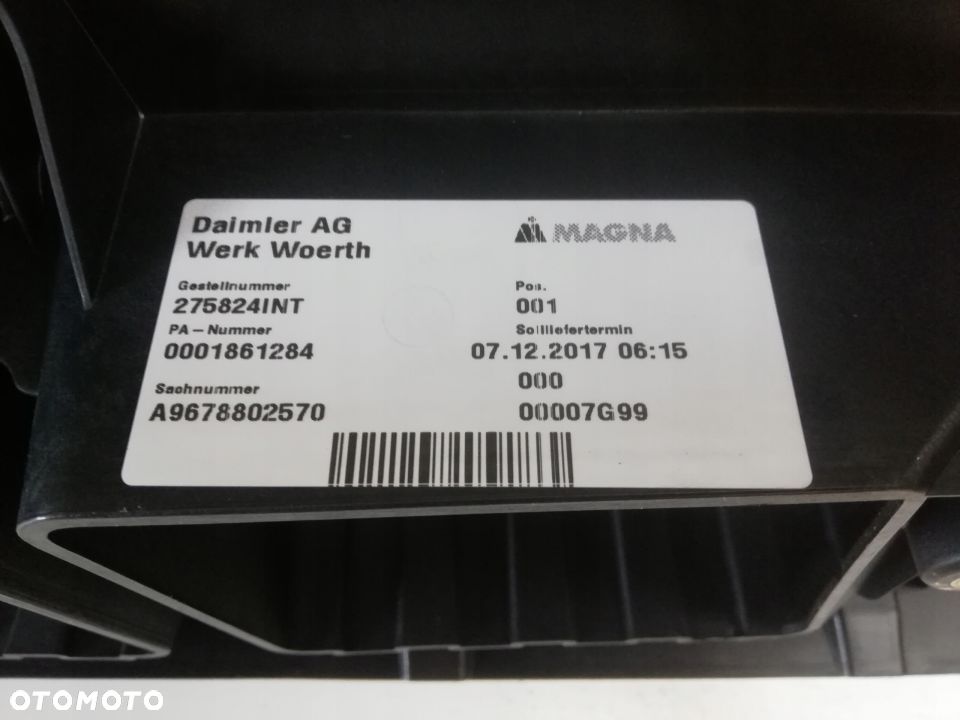 Daimler AG
Werk Woerth
MAGNA
Gestellnummer
275824INT
Pos.
001
PA-Nummer
0001861284
Sollliefertermin
07.12.2017 06:15
000
Sachnummer
A9678802570
00007G99
OTOMOTO